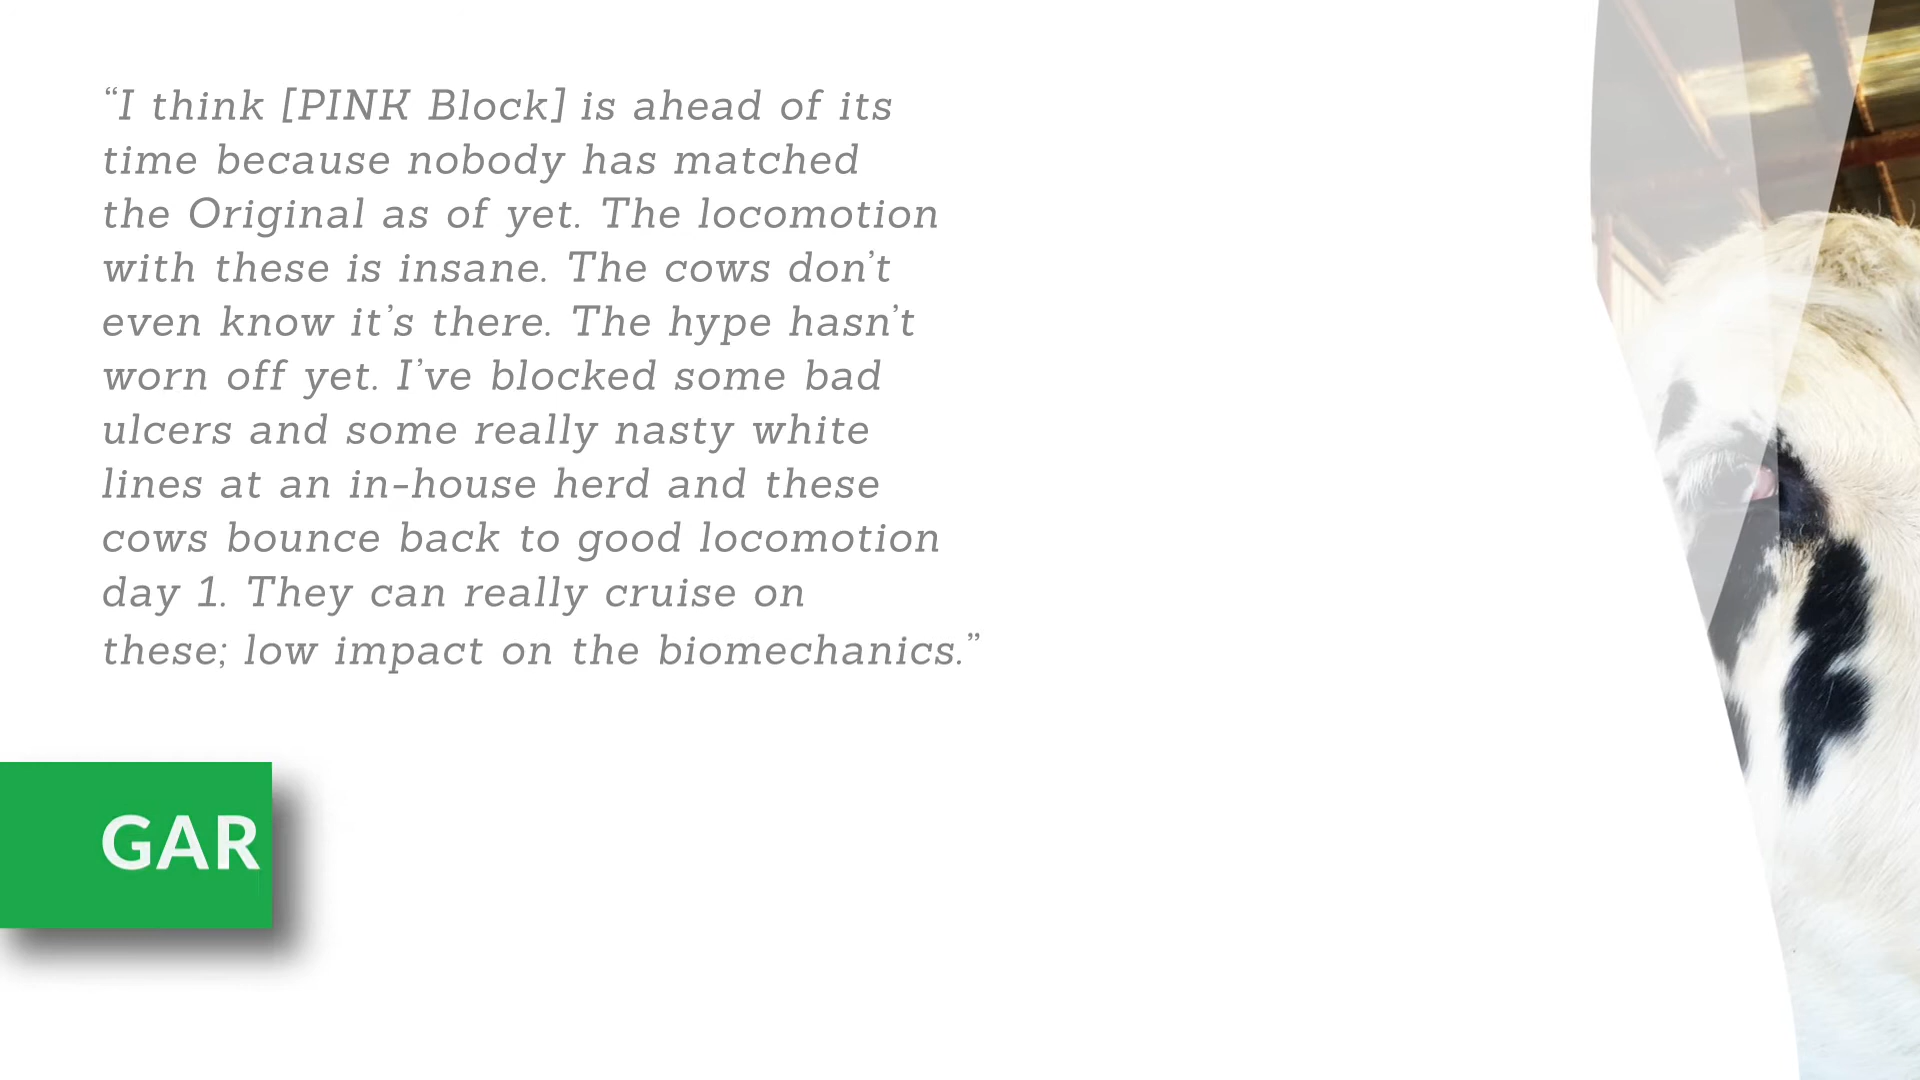 “I think [PINK Block] is ahead of its
time because nobody has matched
the Original as of yet. The locomotion
with these is insane. The cows don’t
even know it’s there. The hype hasn’t
worn off yet. I’ve blocked some bad
ulcers and some really nasty white
lines at an in-house herd and these
cows bounce back to good locomotion
day 1. They can really cruise on
these; low impact on the biomechanics.”
GAR